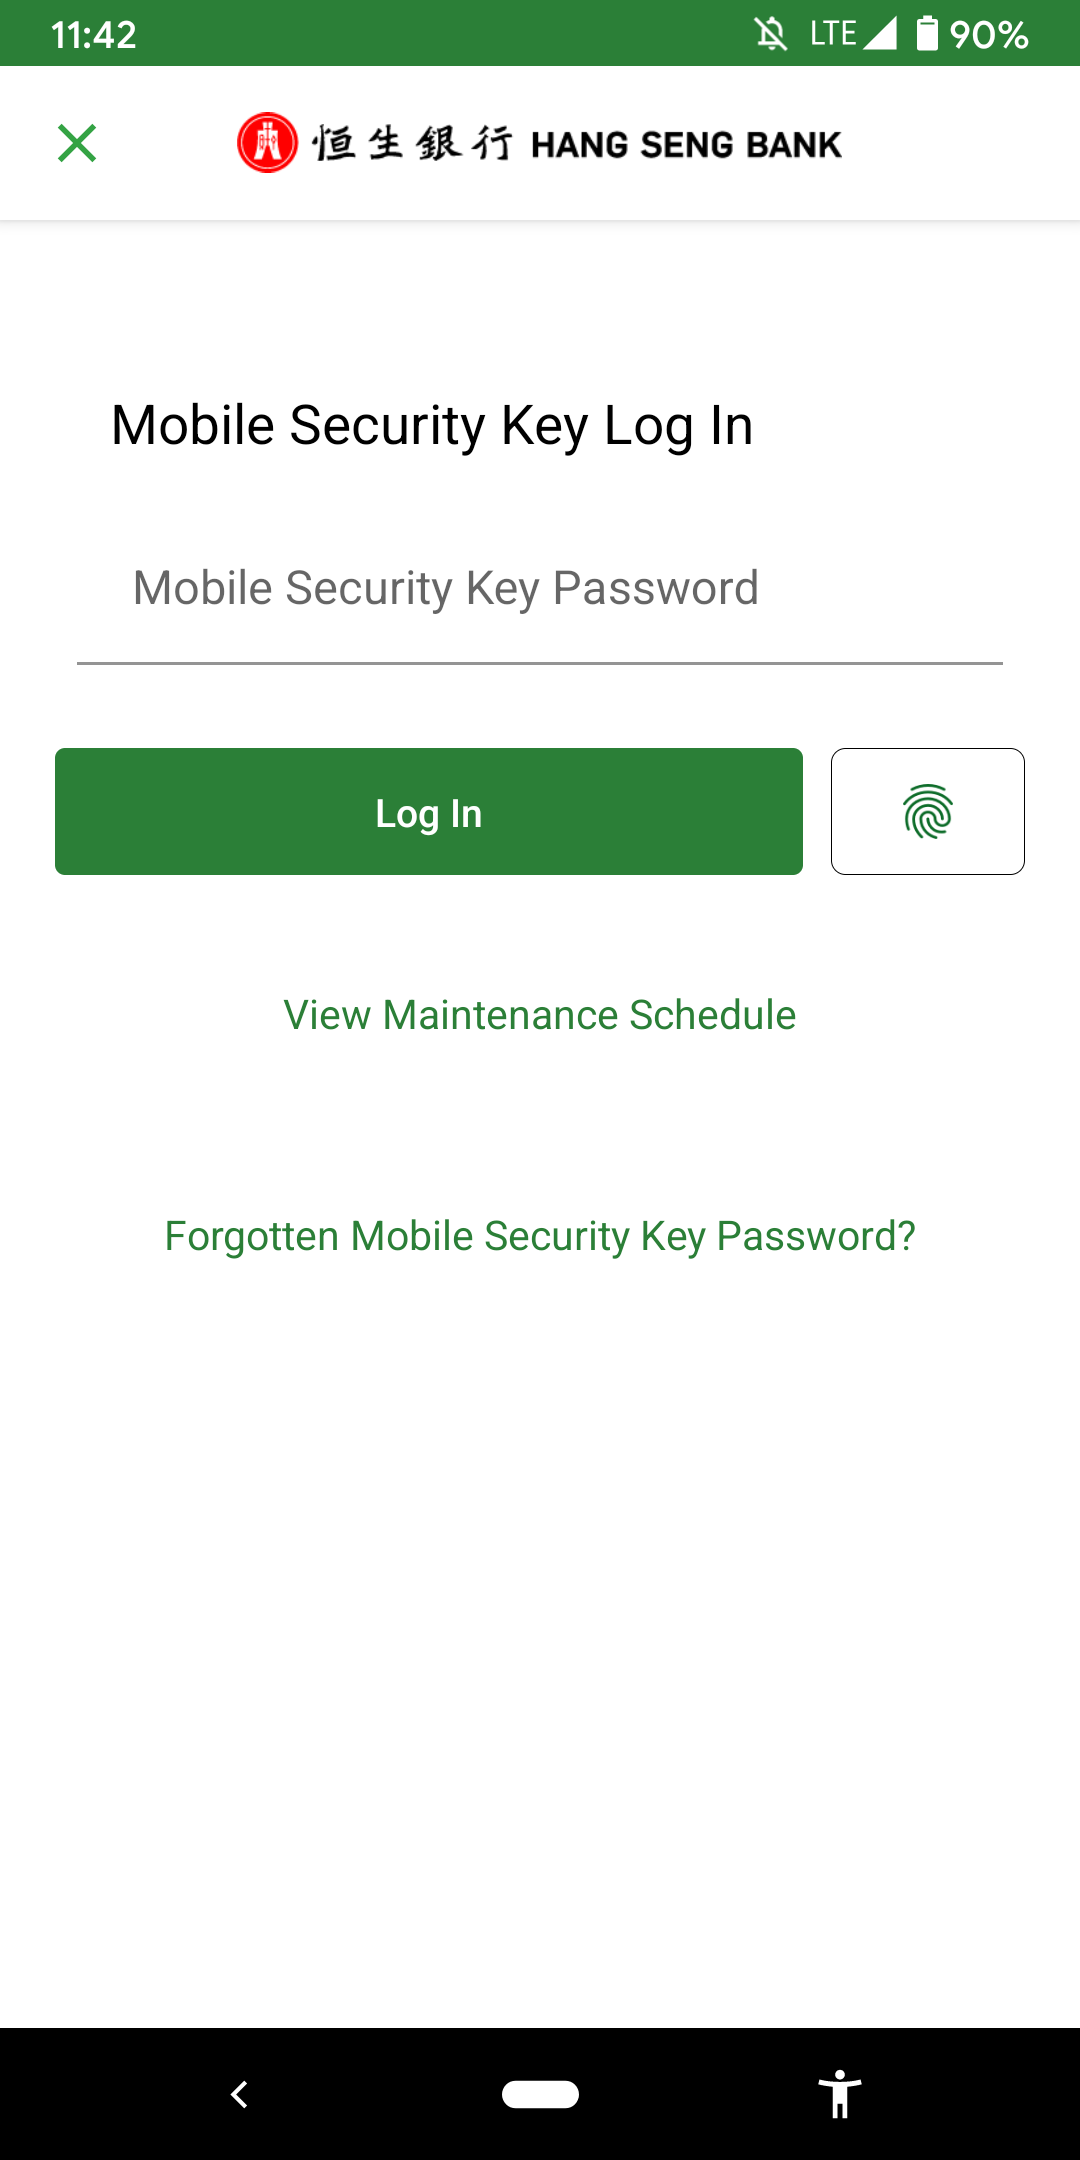 11:42 LTE 90%
恒生銀行 HANG SENG BANK
Mobile Security Key Log In
Mobile Security Key Password
Log In
View Maintenance Schedule
Forgotten Mobile Security Key Password?